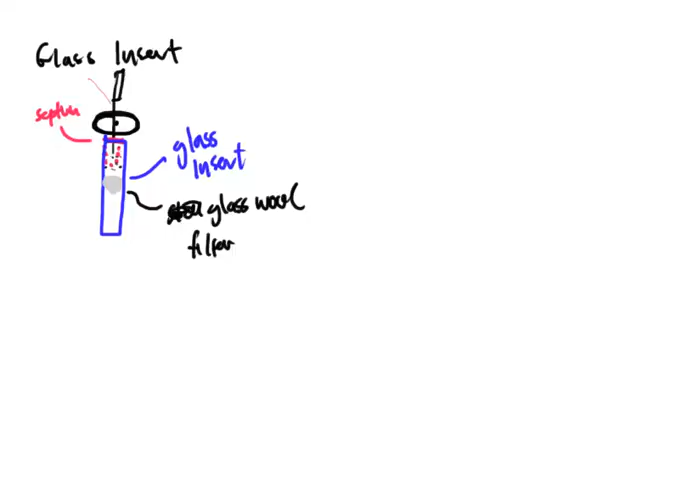 Glass Insert
septum
glass
insert
glass wool
filter